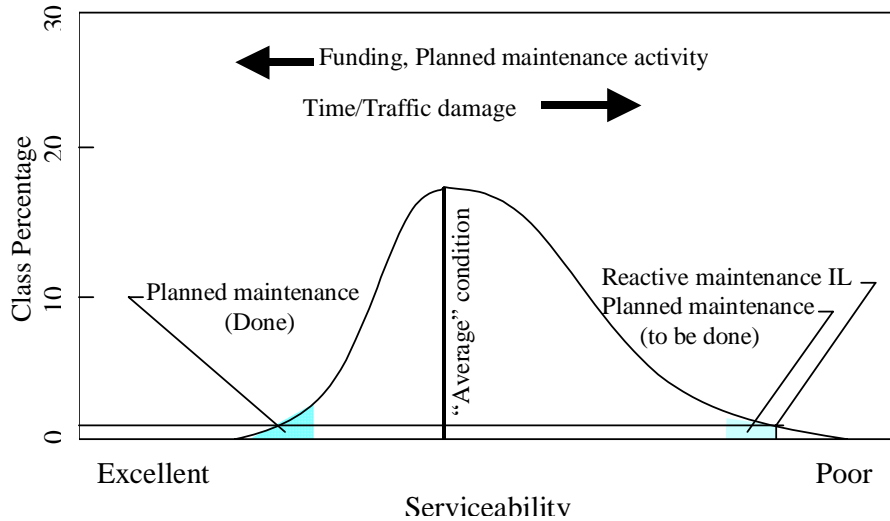 30
Funding, Planned maintenance activity
Time/Traffic damage
20
Class Percentage
10
0
Planned maintenance
(Done)
“Average” condition
Reactive maintenance IL
Planned maintenance
(to be done)
Excellent
Poor
Serviceability